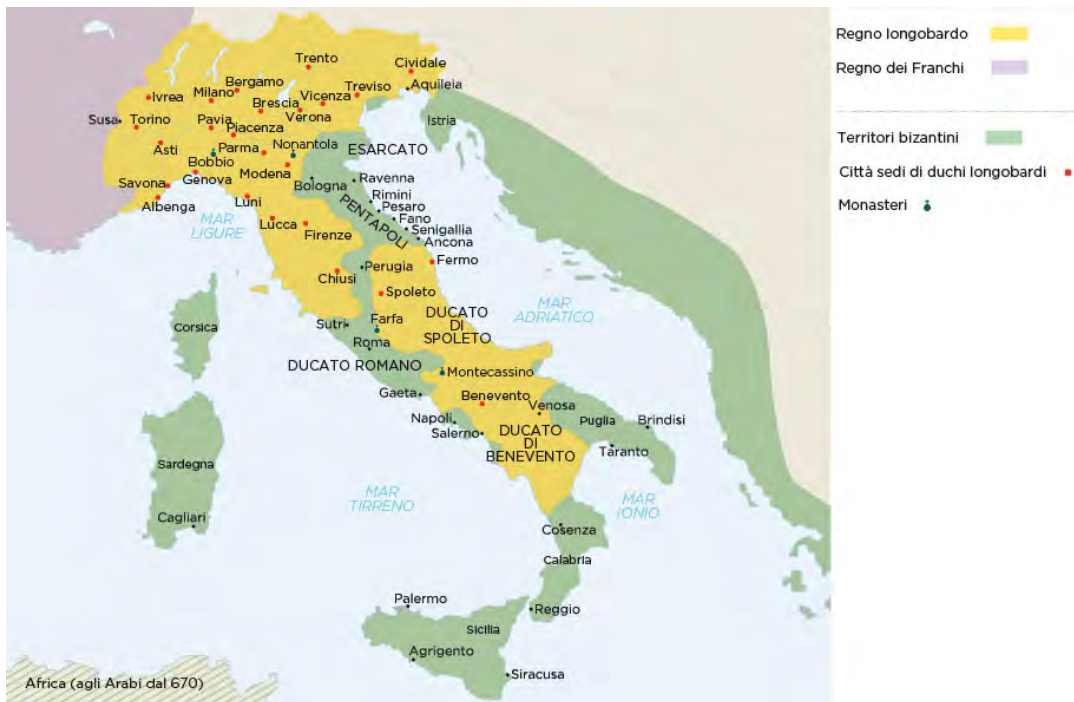 Regno longobardo
Regno dei Franchi
Territori bizantini
Città sedi di duchi longobardi
Monasteri
Trento
Cividale
Bergamo
Treviso
Aquileia
Ivrea
Milano
Vicenza
Brescia
Verona
Susa
Torino
Pavia
Piacenza
Istria
Nonantola
Asti
Parma
ESARCATO
Bobbio
Modena
Savona
Genova
Bologna
Ravenna
Albenga
Luni
Rimini
Pesaro
PENTAPOLI
Fano
MAR
LIGURE
Lucca
Firenze
Senigallia
Ancona
Fermo
Chiusi
Perugia
Spoleto
MAR
ADRIATICO
Corsica
Sutri
Farfa
DUCATO
DI
SPOLETO
Roma
DUCATO ROMANO
Montecassino
Gaeta
Benevento
Venosa
Napoli
Puglia
Brindisi
Salerno
DUCATO
DI
BENEVENTO
Taranto
Sardegna
MAR
TIRRENO
MAR
IONIO
Cagliari
Cosenza
Calabria
Palermo
Reggio
Sicilia
Agrigento
Siracusa
Africa (agli Arabi dal 670)